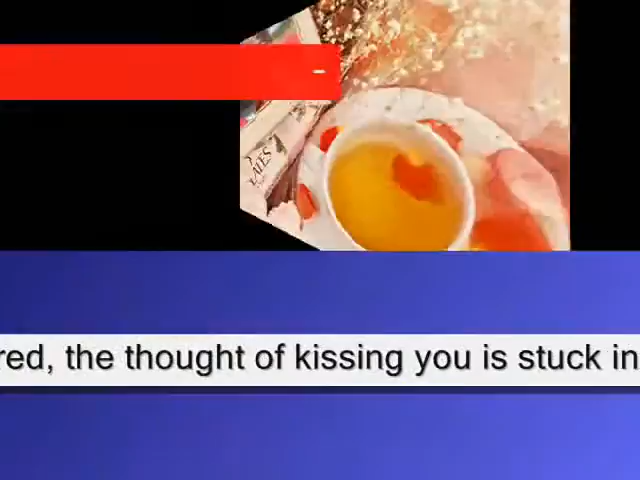 red, the thought of kissing you is stuck in